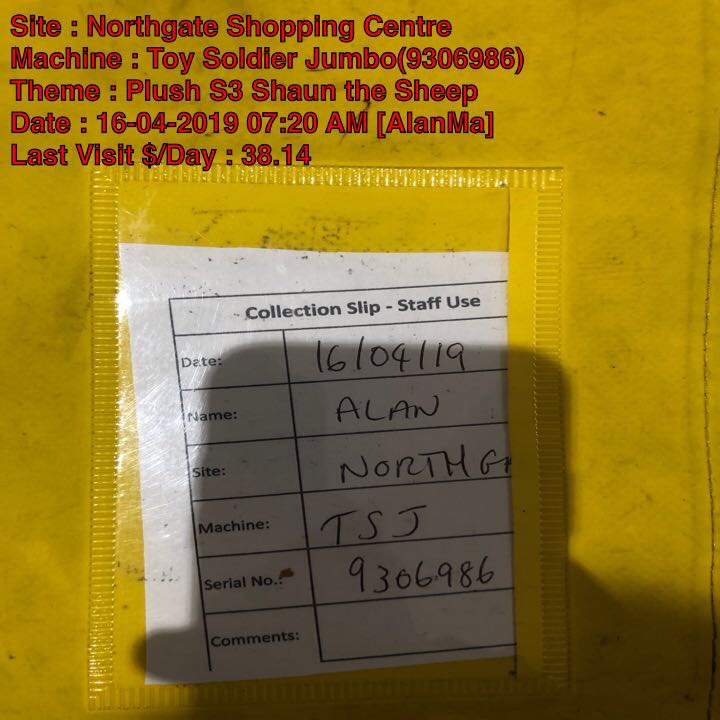 Site : Northgate Shopping Centre
Machine : Toy Soldier Jumbo(9306986)
Theme : Plush S3 Shaun the Sheep
Date : 16-04-2019 07:20 AM [AlanMa]
Last Visit $/Day : 38.14
Collection Slip - Staff Use
Date: 16/04/19
Name: ALAN
Site: NORTHGA
Machine: TSJ
Serial No.: 9306986
Comments: